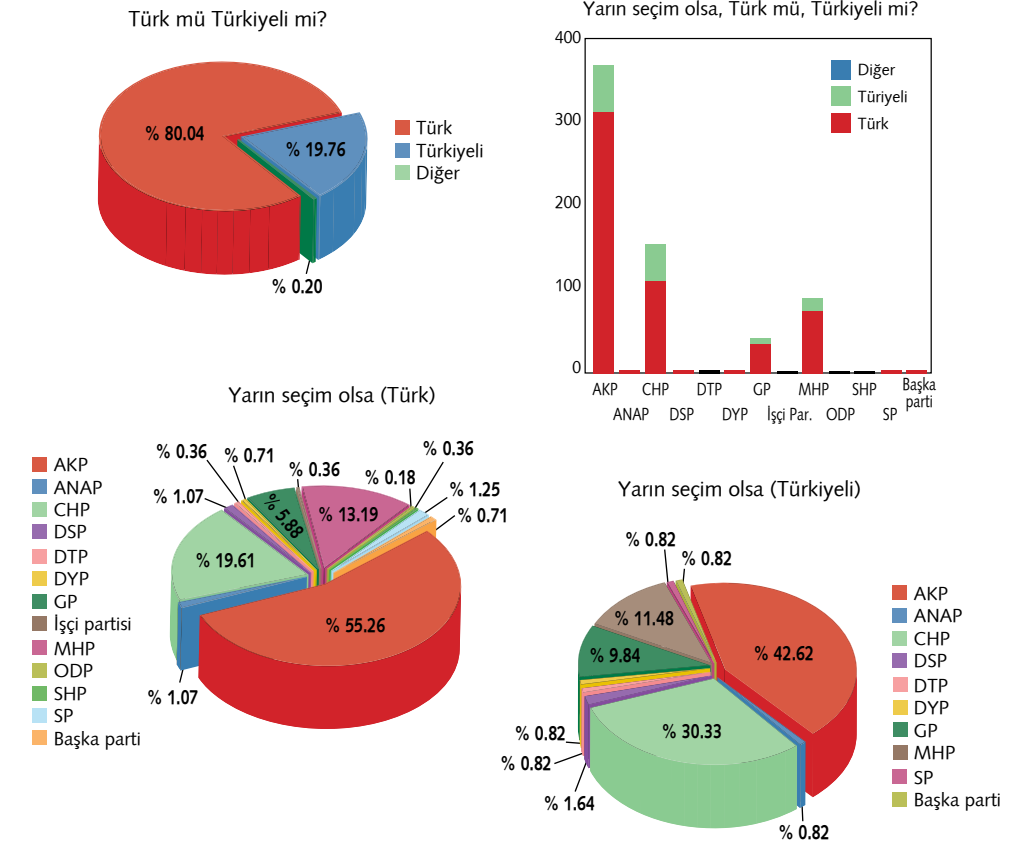 Türk mü Türkiyeli mi?
% 80.04
% 19.76
% 0.20
Türk
Türkiyeli
Diğer
Yarın seçim olsa, Türk mü, Türkiyeli mi?
400
300
200
100
0
Diğer
Türiyeli
Türk
AKP
CHP
DTP
GP
MHP
SHP
Başka
parti
ANAP
DSP
DYP
İşçi Par.
ODP
SP
Yarın seçim olsa (Türk)
AKP
ANAP
CHP
DSP
DTP
DYP
GP
İşçi partisi
MHP
ODP
SHP
SP
Başka parti
% 0.36
% 0.71
% 0.36
% 0.18
% 0.36
% 1.25
% 0.71
% 1.07
% 5.88
% 13.19
% 19.61
% 55.26
% 1.07
Yarın seçim olsa (Türkiyeli)
% 0.82
% 0.82
% 11.48
% 9.84
% 42.62
% 30.33
% 0.82
% 0.82
% 1.64
% 0.82
AKP
ANAP
CHP
DSP
DTP
DYP
GP
MHP
SP
Başka parti